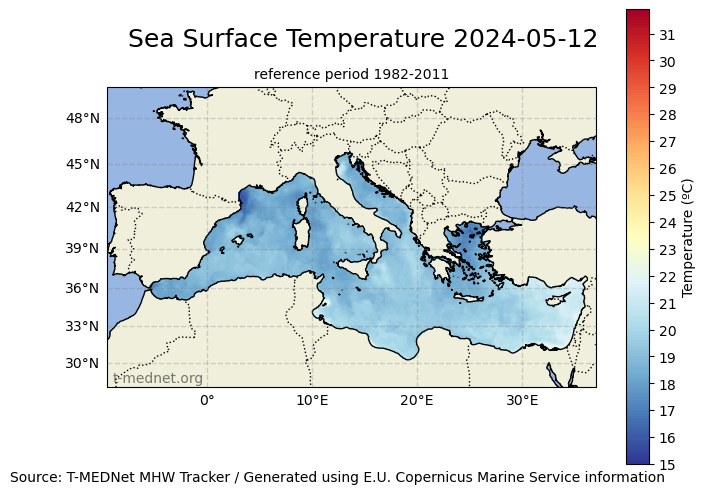 Sea Surface Temperature 2024-05-12
reference period 1982-2011
48°N
45°N
42°N
39°N
36°N
33°N
30°N
t-mednet.org
0°
10°E
20°E
30°E
31
30
29
28
27
26
25
24
23
22
21
20
19
18
17
16
15
Temperature (ºC)
Source: T-MEDNet MHW Tracker / Generated using E.U. Copernicus Marine Service information